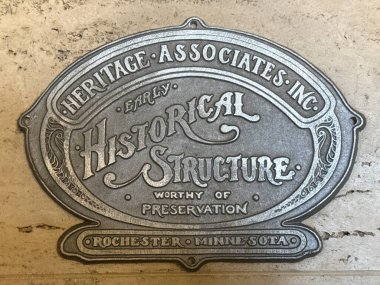 HERITAGE · ASSOCIATES · INC.
· EARLY ·
HISTORICAL
STRUCTURE ·
WORTHY OF
PRESERVATION
· ROCHESTER · MINNESOTA ·